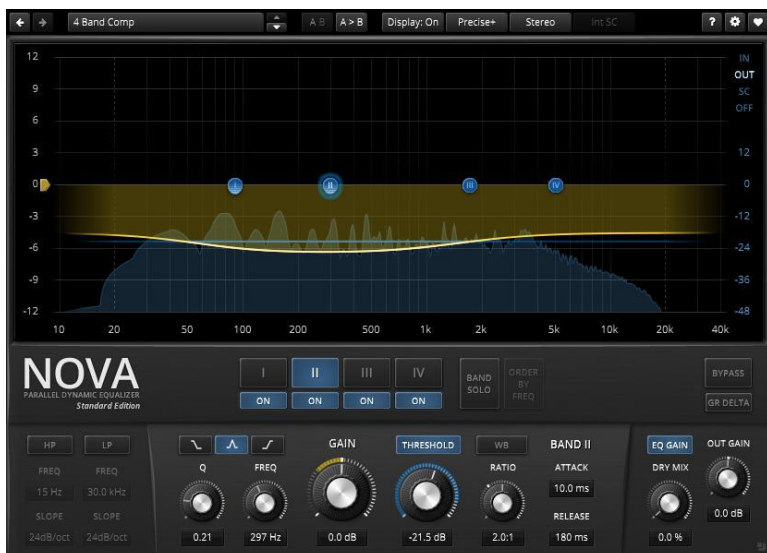 4 Band Comp A B A > B Display: On Precise+ Stereo Int SC ?
12 IN
OUT
9 SC
OFF
6
3 12
0 I II III IV 0
-3 -12
-6 -24
-9 -36
-12 -48
10 20 50 100 200 500 1k 2k 5k 10k 20k 40k
NOVA
PARALLEL DYNAMIC EQUALIZER
Standard Edition
I II III IV
ON ON ON ON
BAND
SOLO
ORDER
BY
FREQ
BYPASS
GR DELTA
HP LP
FREQ FREQ
15 Hz 30.0 kHz
SLOPE SLOPE
24dB/oct 24dB/oct
Q FREQ
0.21 297 Hz
GAIN
0.0 dB
THRESHOLD
-21.5 dB
WB
RATIO
2.0:1
BAND II
ATTACK
10.0 ms
RELEASE
180 ms
EQ GAIN
DRY MIX
0.0 %
OUT GAIN
0.0 dB